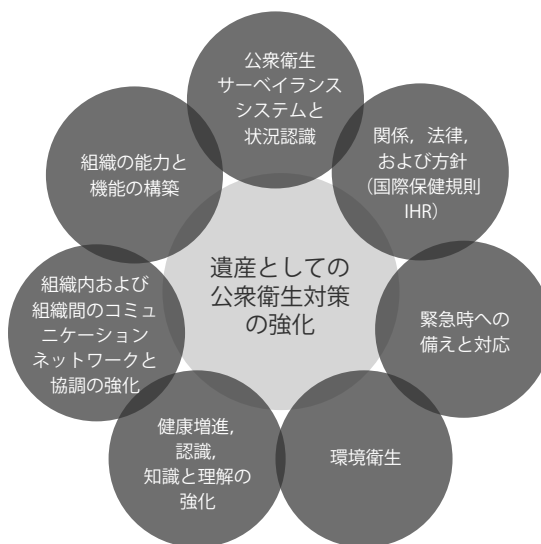 公衆衛生
サーベイランス
システムと
状況認識
関係，法律，
および方針
（国際保健規則
IHR）
緊急時への
備えと対応
環境衛生
健康増進，
認識，
知識と理解の
強化
組織内および
組織間のコミュ
ニケーション
ネットワークと
協調の強化
組織の能力と
機能の構築
遺産としての
公衆衛生対策
の強化